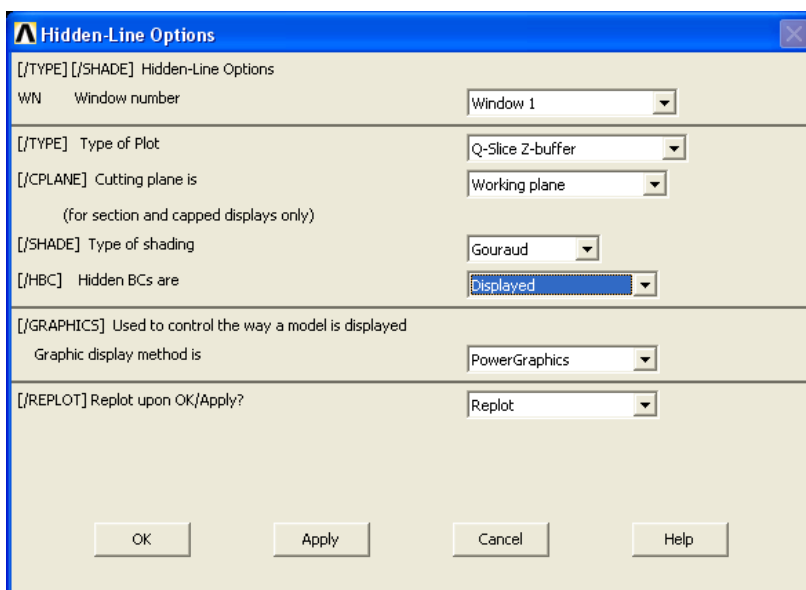 Hidden-Line Options
[/TYPE] [/SHADE] Hidden-Line Options
WN Window number Window 1
[/TYPE] Type of Plot Q-Slice Z-buffer
[/CPLANE] Cutting plane is Working plane
(for section and capped displays only)
[/SHADE] Type of shading Gouraud
[/HBC] Hidden BCs are Displayed
[/GRAPHICS] Used to control the way a model is displayed
Graphic display method is PowerGraphics
[/REPLOT] Replot upon OK/Apply? Replot
OK Apply Cancel Help